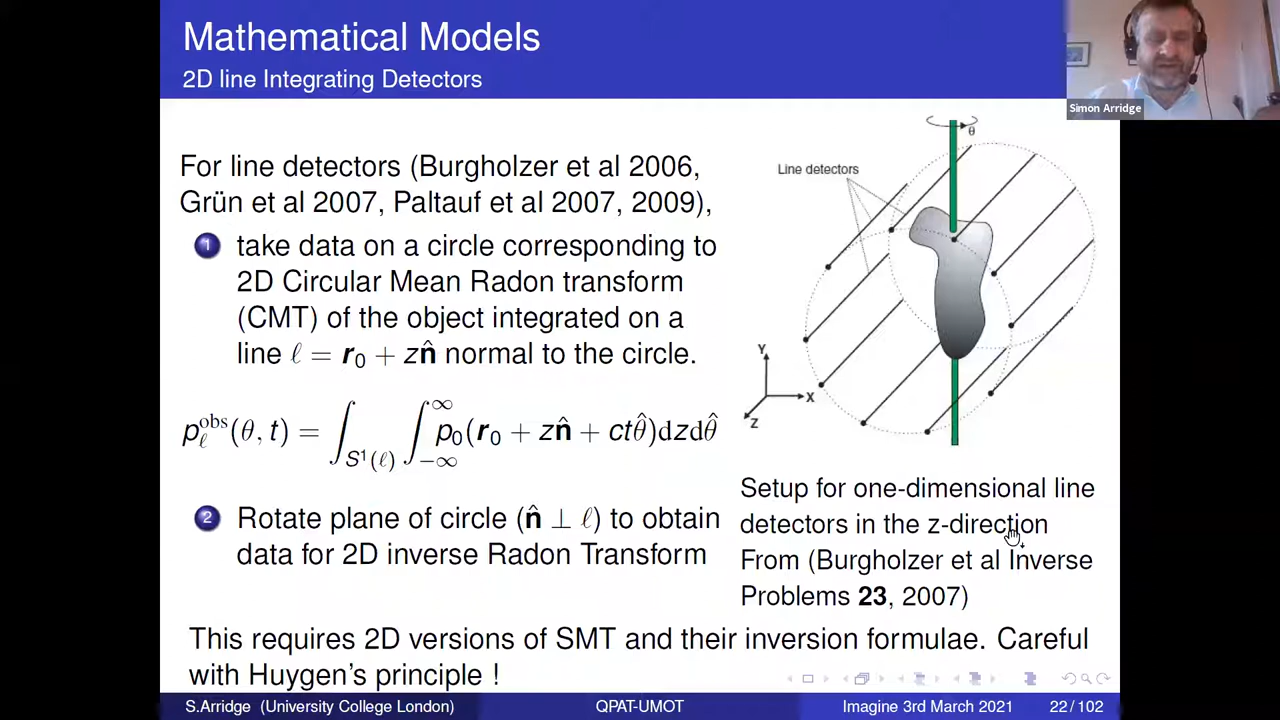 Mathematical Models
2D line Integrating Detectors
Simon Arridge
For line detectors (Burgholzer et al 2006,
Grün et al 2007, Paltauf et al 2007, 2009),
1 take data on a circle corresponding to
2D Circular Mean Radon transform
(CMT) of the object integrated on a
line ℓ = r₀ + zn̂ normal to the circle.
p_ℓ^obs(θ, t) = ∫_{S¹(ℓ)} ∫_{−∞}^{∞} p₀(r₀ + zn̂ + ctθ̂)dzdθ̂
2 Rotate plane of circle (n̂ ⊥ ℓ) to obtain
data for 2D inverse Radon Transform
θ
Line detectors
Y
X
Z
Setup for one-dimensional line
detectors in the z-direction
From (Burgholzer et al Inverse
Problems 23, 2007)
This requires 2D versions of SMT and their inversion formulae. Careful
with Huygen's principle !
S.Arridge (University College London)
QPAT-UMOT
Imagine 3rd March 2021
22 / 102